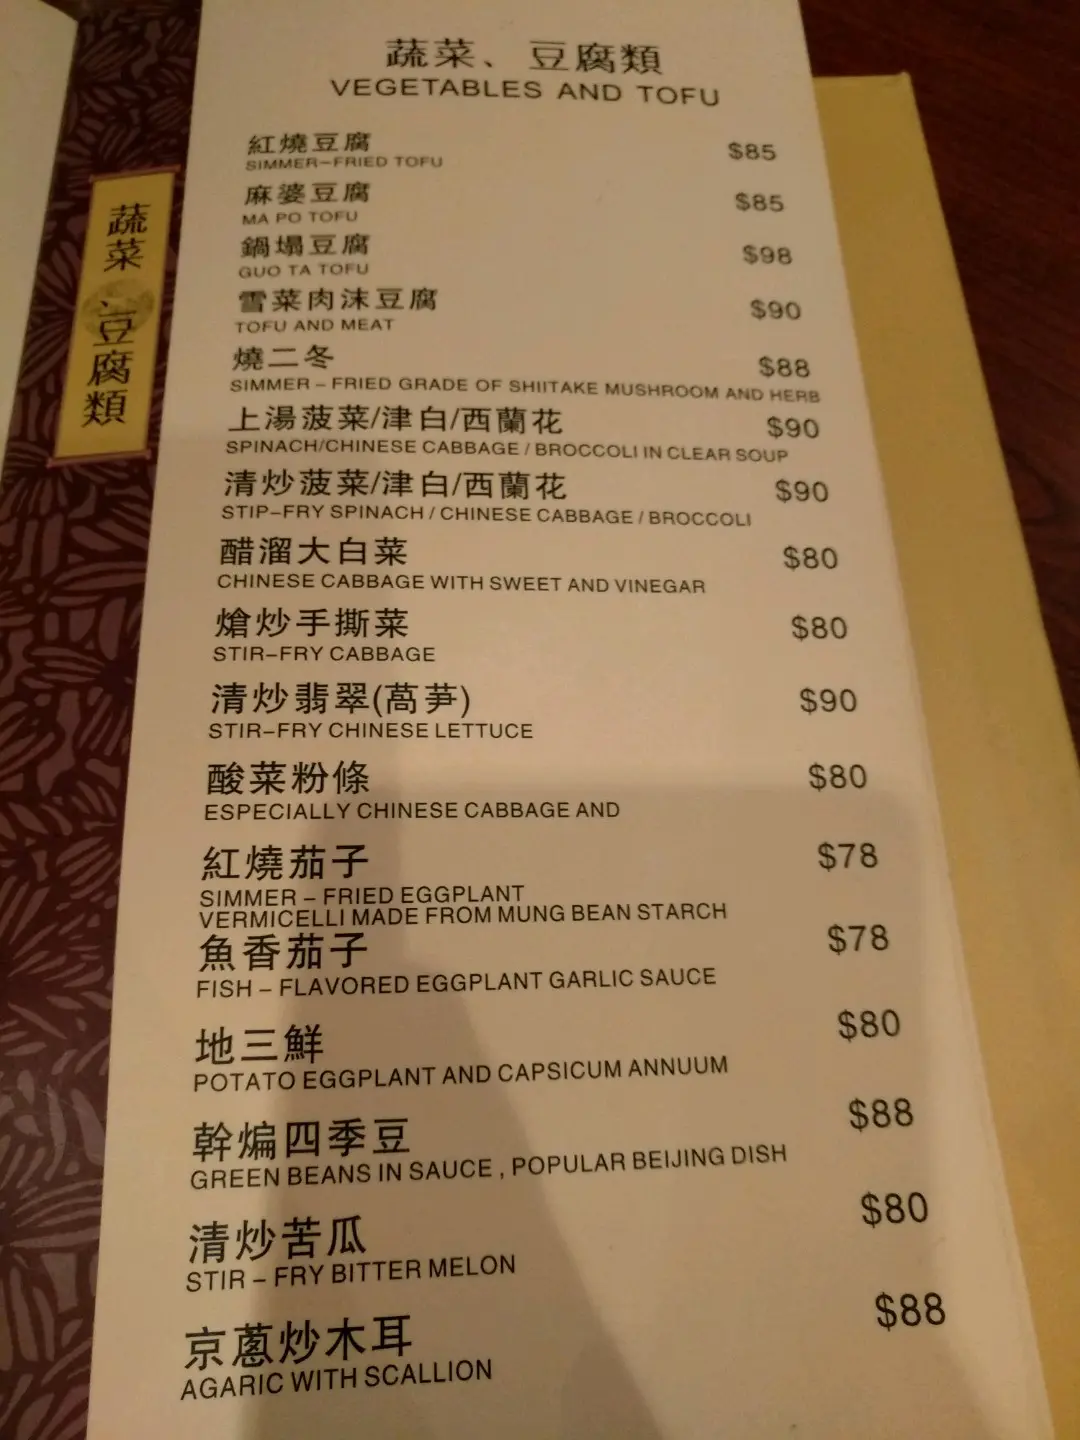 蔬菜、豆腐類
VEGETABLES AND TOFU
蔬菜、豆腐類
紅燒豆腐 $85
SIMMER-FRIED TOFU
麻婆豆腐 $85
MA PO TOFU
鍋塌豆腐 $98
GUO TA TOFU
雪菜肉沫豆腐 $90
TOFU AND MEAT
燒二冬 $88
SIMMER - FRIED GRADE OF SHIITAKE MUSHROOM AND HERB
上湯菠菜/津白/西蘭花 $90
SPINACH/CHINESE CABBAGE / BROCCOLI IN CLEAR SOUP
清炒菠菜/津白/西蘭花 $90
STIP-FRY SPINACH / CHINESE CABBAGE / BROCCOLI
醋溜大白菜 $80
CHINESE CABBAGE WITH SWEET AND VINEGAR
熗炒手撕菜 $80
STIR-FRY CABBAGE
清炒翡翠(萵笋) $90
STIR-FRY CHINESE LETTUCE
酸菜粉條 $80
ESPECIALLY CHINESE CABBAGE AND
紅燒茄子 $78
SIMMER - FRIED EGGPLANT
VERMICELLI MADE FROM MUNG BEAN STARCH
魚香茄子 $78
FISH - FLAVORED EGGPLANT GARLIC SAUCE
地三鮮 $80
POTATO EGGPLANT AND CAPSICUM ANNUUM
幹煸四季豆 $88
GREEN BEANS IN SAUCE , POPULAR BEIJING DISH
清炒苦瓜 $80
STIR - FRY BITTER MELON
京蔥炒木耳 $88
AGARIC WITH SCALLION